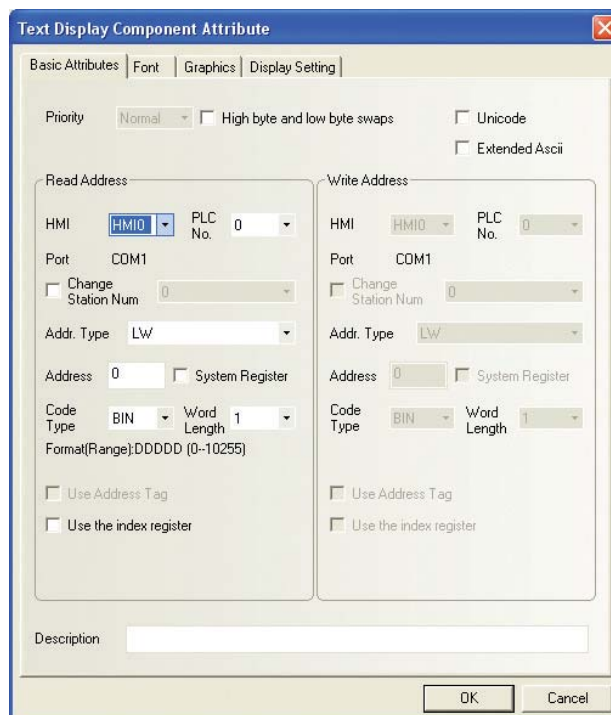 Text Display Component Attribute
Basic Attributes Font Graphics Display Setting
Priority Normal High byte and low byte swaps Unicode
Extended Ascii
Read Address
HMI HMI0 PLC No. 0
Port COM1
Change Station Num 0
Addr. Type LW
Address 0 System Register
Code Type BIN Word Length 1
Format(Range):DDDDD (0--10255)
Use Address Tag
Use the index register
Write Address
HMI HMI0 PLC No. 0
Port COM1
Change Station Num 0
Addr. Type LW
Address 0 System Register
Code Type BIN Word Length 1
Use Address Tag
Use the index register
Description
OK Cancel